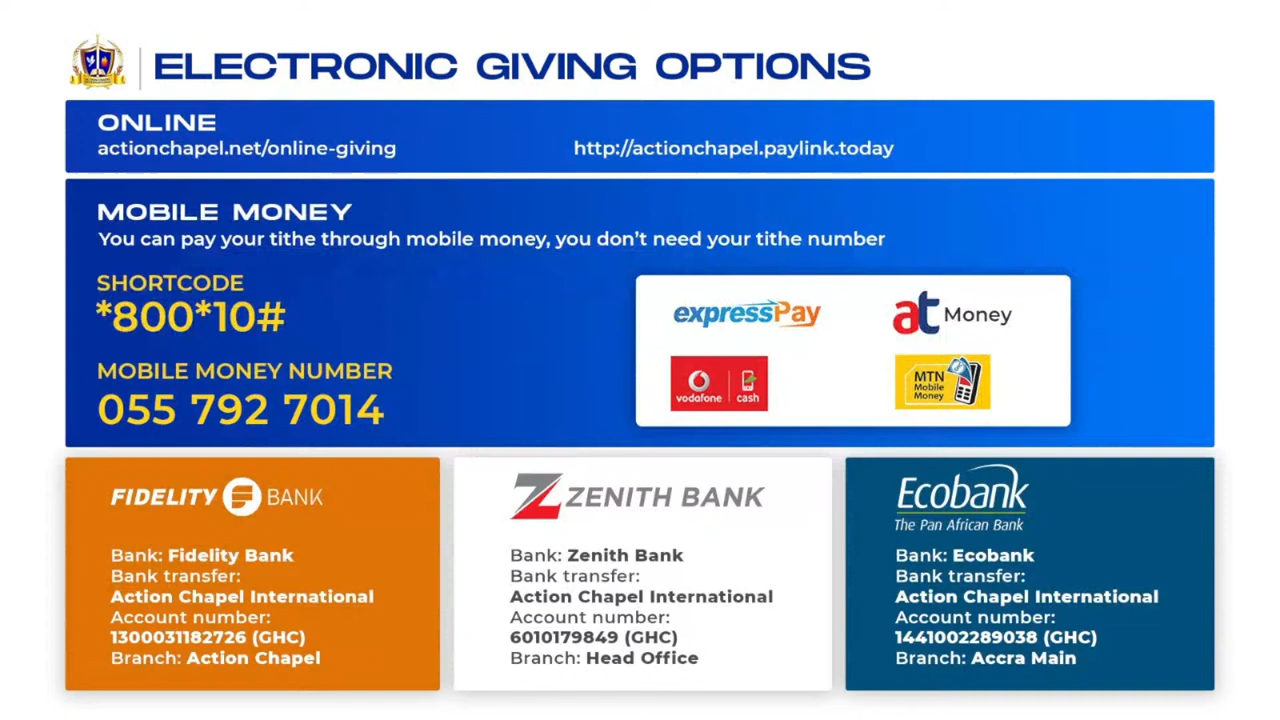 ELECTRONIC GIVING OPTIONS
ONLINE
actionchapel.net/online-giving
http://actionchapel.paylink.today
MOBILE MONEY
You can pay your tithe through mobile money, you don’t need your tithe number
SHORTCODE
*800*10#
MOBILE MONEY NUMBER
055 792 7014
expressPay
at Money
vodafone cash
MTN
Mobile
Money
FIDELITY BANK
Bank: Fidelity Bank
Bank transfer:
Action Chapel International
Account number:
1300031182726 (GHC)
Branch: Action Chapel
ZENITH BANK
Bank: Zenith Bank
Bank transfer:
Action Chapel International
Account number:
6010179849 (GHC)
Branch: Head Office
Ecobank
The Pan African Bank
Bank: Ecobank
Bank transfer:
Action Chapel International
Account number:
1441002289038 (GHC)
Branch: Accra Main